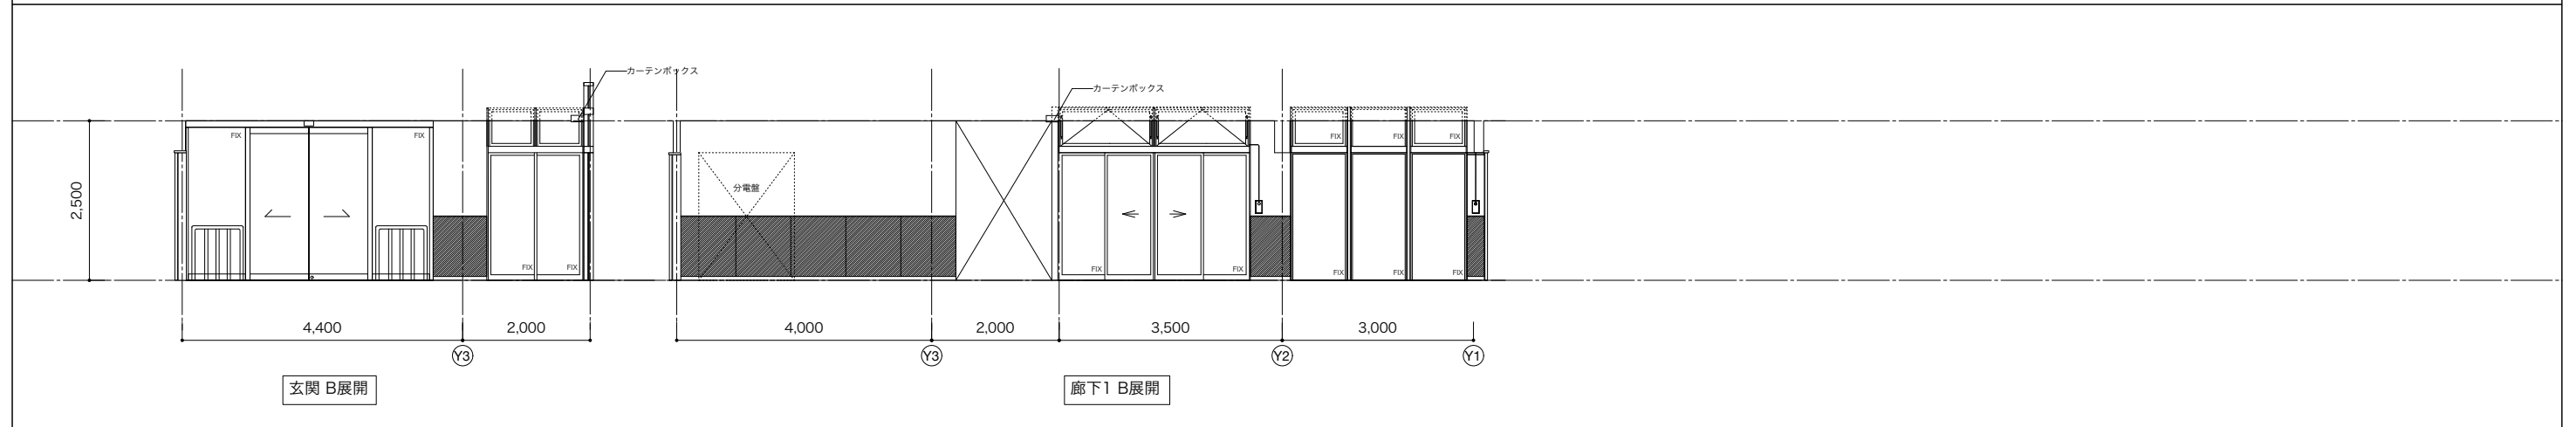 カーテンボックス
カーテンボックス
FIX
FIX
FIX
FIX
FIX
分電盤
2,500
FIX
FIX
FIX
FIX
FIX
FIX
FIX
4,400
2,000
4,000
2,000
3,500
3,000
Y3
Y3
Y2
Y1
玄関 B展開
廊下1 B展開